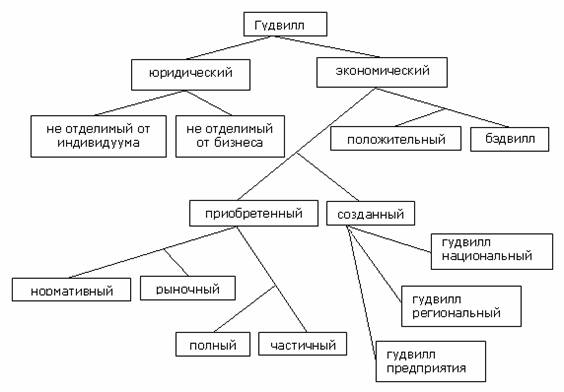 Гудвилл
юридический
экономический
не отделимый от
индивидуума
не отделимый
от бизнеса
положительный
бэдвилл
приобретенный
созданный
гудвилл
национальный
нормативный
рыночный
гудвилл
региональный
полный
частичный
гудвилл
предприятия